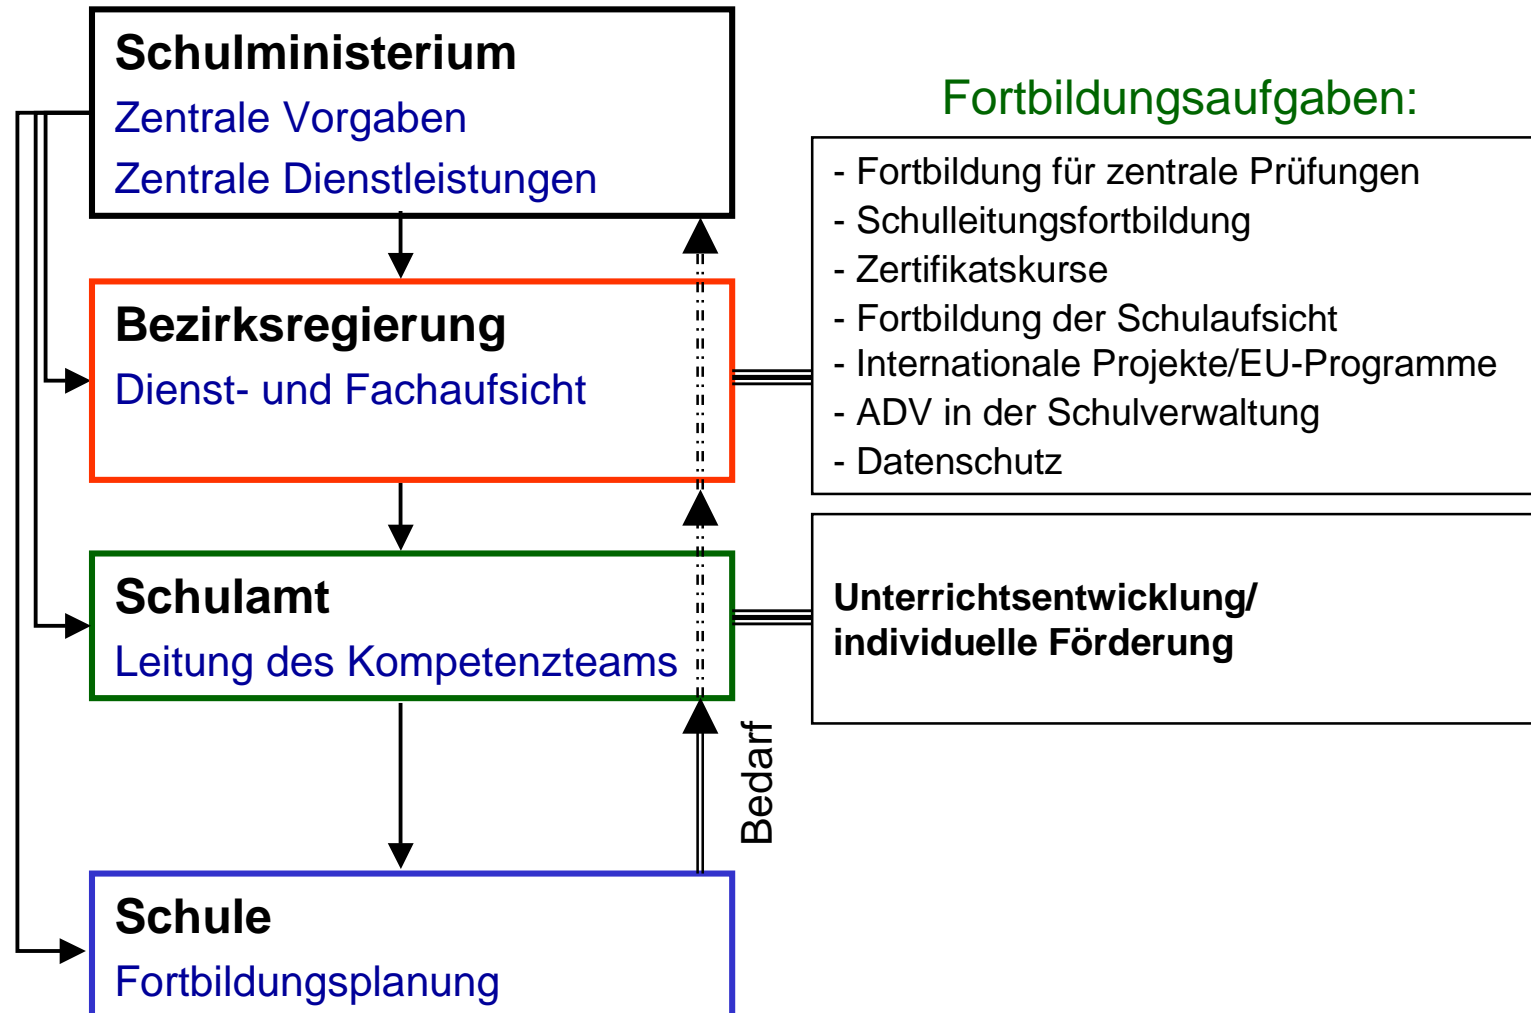 Schulministerium
Zentrale Vorgaben
Zentrale Dienstleistungen
Bezirksregierung
Dienst- und Fachaufsicht
Schulamt
Leitung des Kompetenzteams
Bedarf
Schule
Fortbildungsplanung
Fortbildungsaufgaben:
- Fortbildung für zentrale Prüfungen
- Schulleitungsfortbildung
- Zertifikatskurse
- Fortbildung der Schulaufsicht
- Internationale Projekte/EU-Programme
- ADV in der Schulverwaltung
- Datenschutz
Unterrichtsentwicklung/
individuelle Förderung